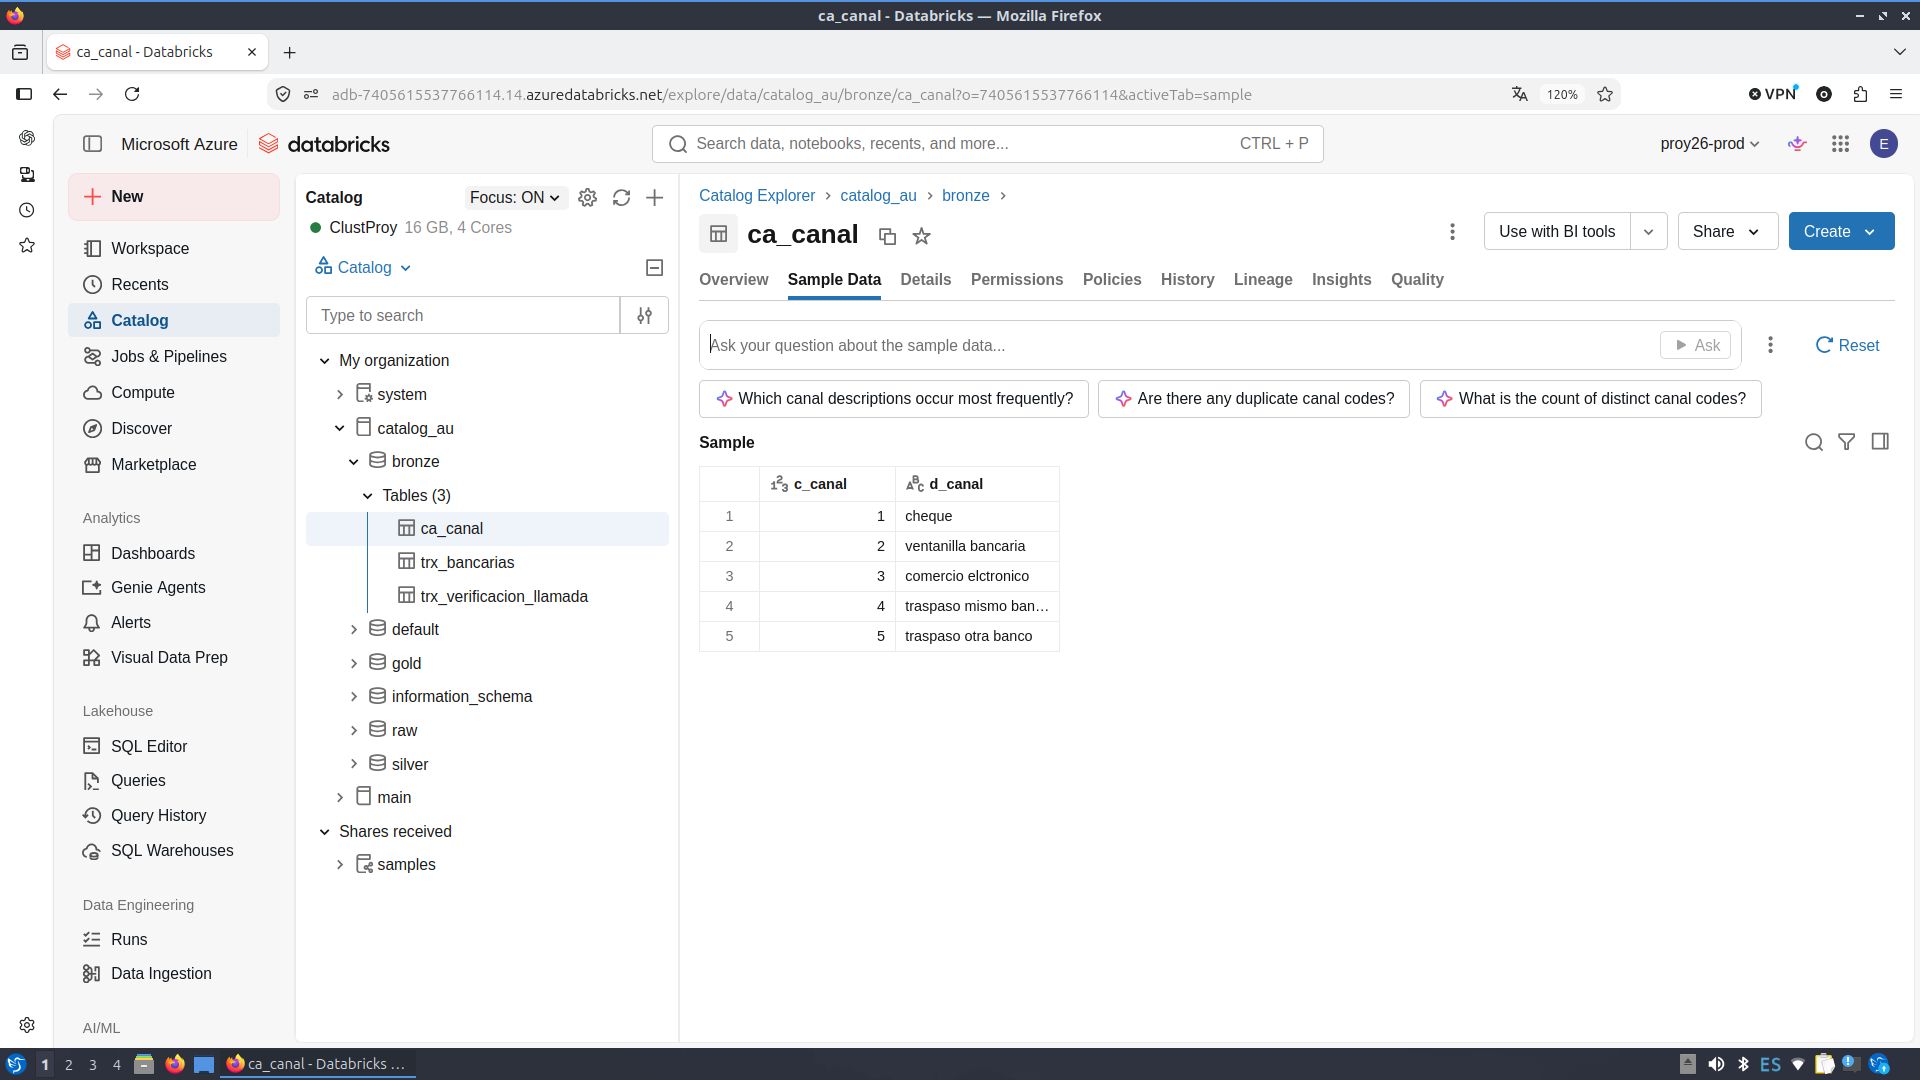 ca_canal - Databricks — Mozilla Firefox
ca_canal - Databricks
adb-7405615537766114.14.azuredatabricks.net/explore/data/catalog_au/bronze/ca_canal?o=7405615537766114&activeTab=sample
120%
VPN
Microsoft Azure
databricks
Search data, notebooks, recents, and more...
CTRL + P
proy26-prod
E
New
Workspace
Recents
Catalog
Jobs & Pipelines
Compute
Discover
Marketplace
Analytics
Dashboards
Genie Agents
Alerts
Visual Data Prep
Lakehouse
SQL Editor
Queries
Query History
SQL Warehouses
Data Engineering
Runs
Data Ingestion
AI/ML
Catalog
Focus: ON
ClustProy 16 GB, 4 Cores
Catalog
Type to search
My organization
system
catalog_au
bronze
Tables (3)
ca_canal
trx_bancarias
trx_verificacion_llamada
default
gold
information_schema
raw
silver
main
Shares received
samples
Catalog Explorer > catalog_au > bronze >
ca_canal
Use with BI tools
Share
Create
Overview Sample Data Details Permissions Policies History Lineage Insights Quality
Ask your question about the sample data...
Ask
Reset
Which canal descriptions occur most frequently?
Are there any duplicate canal codes?
What is the count of distinct canal codes?
Sample
c_canal d_canal
1 1 cheque
2 2 ventanilla bancaria
3 3 comercio elctronico
4 4 traspaso mismo ban...
5 5 traspaso otra banco
1 2 3 4
ca_canal - Databricks ...
ES